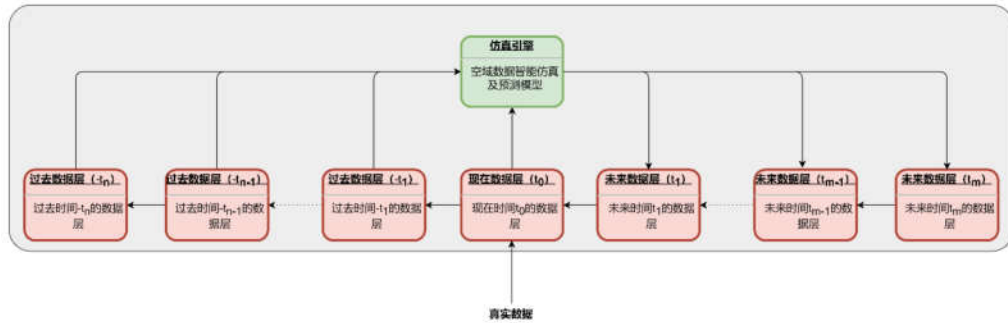 仿真引擎
空域数据智能仿真
及预测模型
过去数据层（-tn）
过去时间-tn的数据
层
过去数据层（-tn-1）
过去时间-tn-1的数
据层
过去数据层（-t1）
过去时间-t1的数据
层
现在数据层（t0）
现在时间t0的数据
层
未来数据层（t1）
未来时间t1的数据
层
未来数据层（tm-1）
未来时间tm-1的数
据层
未来数据层（tm）
未来时间tm的数据
层
真实数据